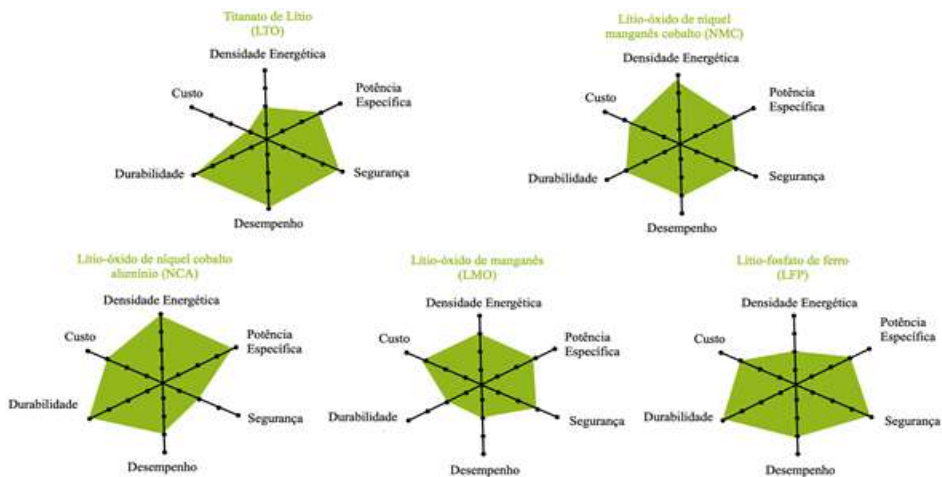 Titanato de Lítio
(LTO)
Densidade Energética
Potência
Específica
Custo
Durabilidade
Segurança
Desempenho
Lítio-óxido de níquel
manganês cobalto (NMC)
Densidade Energética
Potência
Específica
Custo
Durabilidade
Segurança
Desempenho
Lítio-óxido de níquel cobalto
alumínio (NCA)
Densidade Energética
Potência
Específica
Custo
Durabilidade
Segurança
Desempenho
Lítio-óxido de manganês
(LMO)
Densidade Energética
Potência
Específica
Custo
Durabilidade
Segurança
Desempenho
Lítio-fosfato de ferro
(LFP)
Densidade Energética
Potência
Específica
Custo
Durabilidade
Segurança
Desempenho